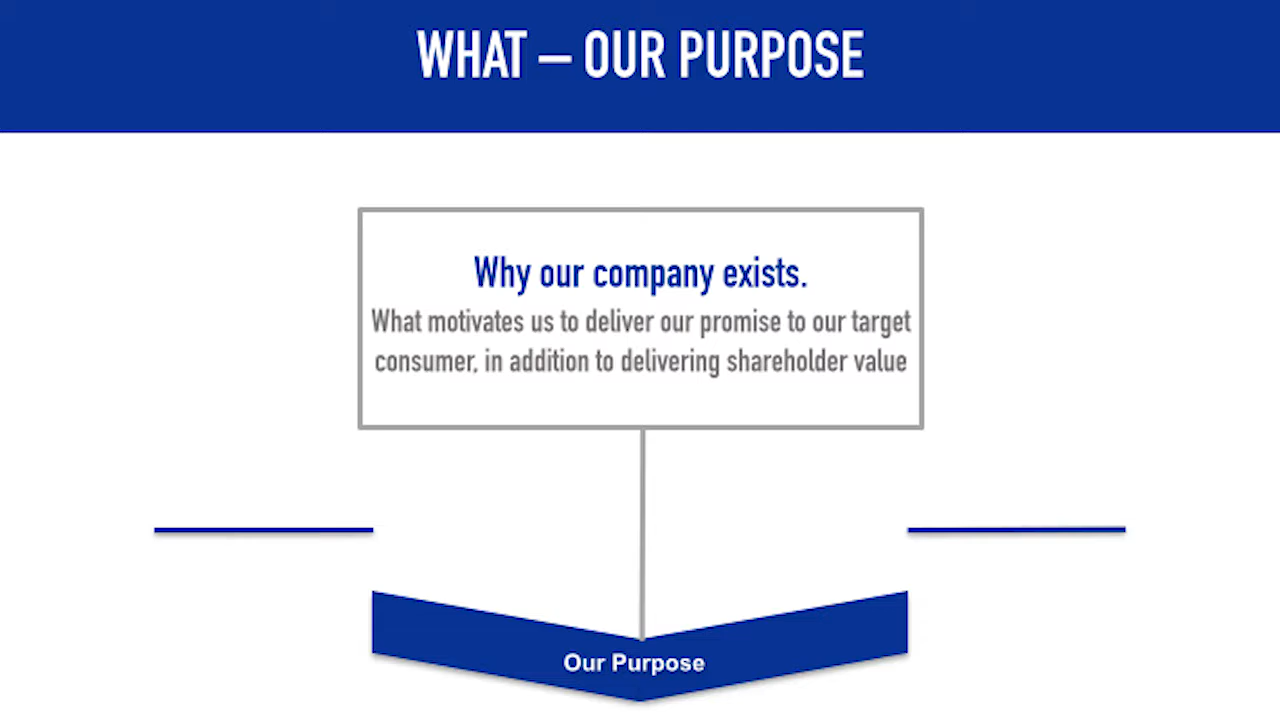 WHAT – OUR PURPOSE
Why our company exists.
What motivates us to deliver our promise to our target
consumer, in addition to delivering shareholder value
Our Purpose